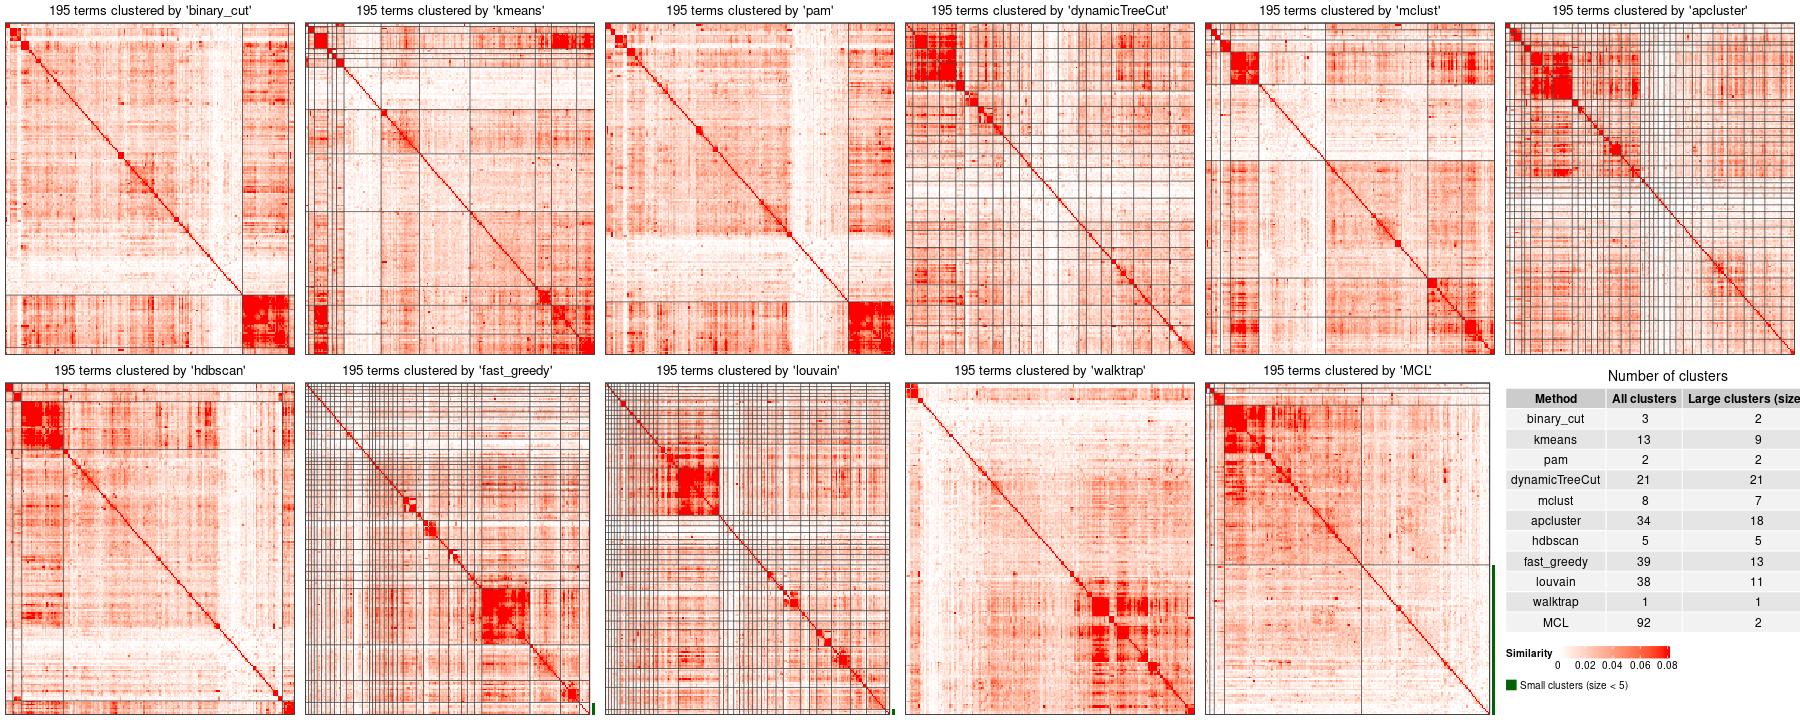 195 terms clustered by 'binary_cut'
195 terms clustered by 'kmeans'
195 terms clustered by 'pam'
195 terms clustered by 'dynamicTreeCut'
195 terms clustered by 'mclust'
195 terms clustered by 'apcluster'
195 terms clustered by 'hdbscan'
195 terms clustered by 'fast_greedy'
195 terms clustered by 'louvain'
195 terms clustered by 'walktrap'
195 terms clustered by 'MCL'
Number of clusters
Method All clusters Large clusters (size
binary_cut 3 2
kmeans 13 9
pam 2 2
dynamicTreeCut 21 21
mclust 8 7
apcluster 34 18
hdbscan 5 5
fast_greedy 39 13
louvain 38 11
walktrap 1 1
MCL 92 2
Similarity
0 0.02 0.04 0.06 0.08
Small clusters (size < 5)